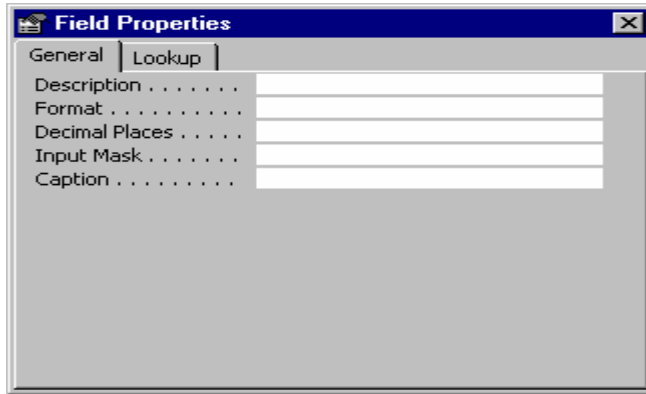 Field Properties
General Lookup
Description . . . . . . .
Format . . . . . . . . . .
Decimal Places . . . . .
Input Mask . . . . . . .
Caption . . . . . . . . .